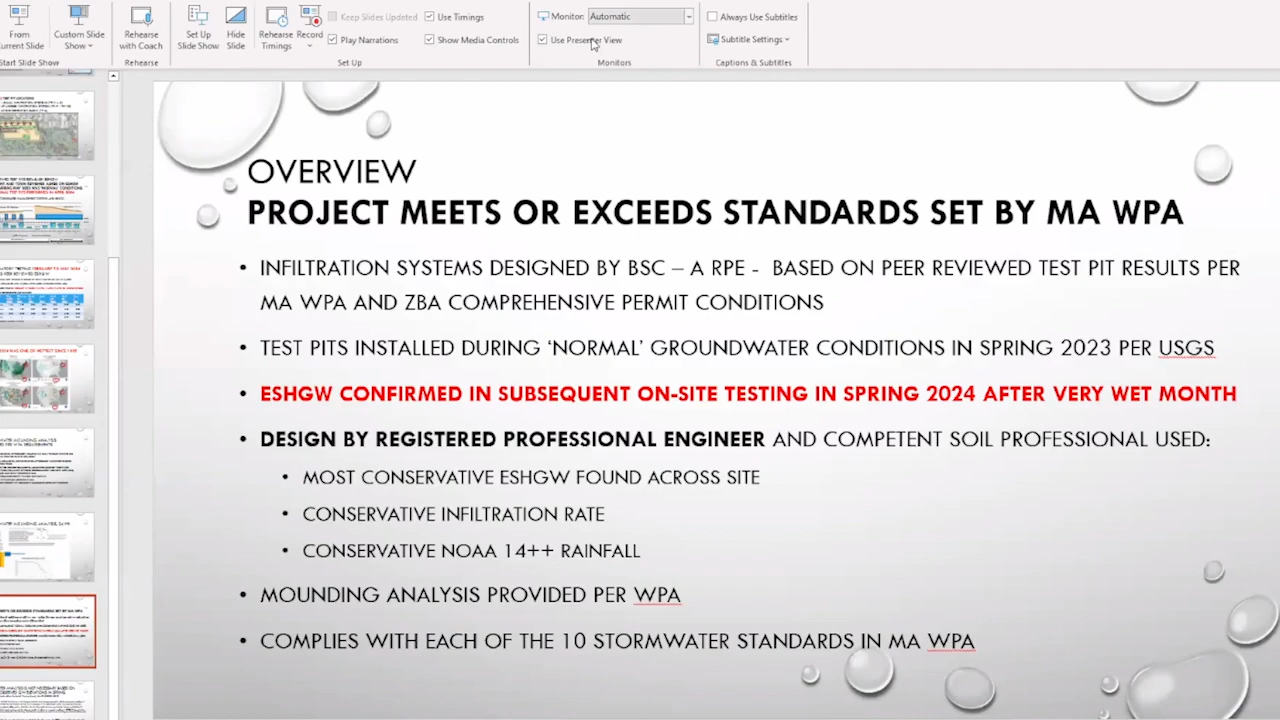 From
Current Slide
Custom Slide
Show
Start Slide Show
Rehearse
with Coach
Rehearse
Set Up
Slide Show
Hide
Slide
Rehearse
Timings
Record
Keep Slides Updated
Play Narrations
Use Timings
Show Media Controls
Set Up
Monitor: Automatic
Use Presenter View
Monitors
Always Use Subtitles
Subtitle Settings
Captions & Subtitles
OVERVIEW
PROJECT MEETS OR EXCEEDS STANDARDS SET BY MA WPA
• INFILTRATION SYSTEMS DESIGNED BY BSC – A PPE - BASED ON PEER REVIEWED TEST PIT RESULTS PER
MA WPA AND ZBA COMPREHENSIVE PERMIT CONDITIONS
• TEST PITS INSTALLED DURING ‘NORMAL’ GROUNDWATER CONDITIONS IN SPRING 2023 PER USGS
• ESHGW CONFIRMED IN SUBSEQUENT ON-SITE TESTING IN SPRING 2024 AFTER VERY WET MONTH
• DESIGN BY REGISTERED PROFESSIONAL ENGINEER AND COMPETENT SOIL PROFESSIONAL USED:
• MOST CONSERVATIVE ESHGW FOUND ACROSS SITE
• CONSERVATIVE INFILTRATION RATE
• CONSERVATIVE NOAA 14++ RAINFALL
• MOUNDING ANALYSIS PROVIDED PER WPA
• COMPLIES WITH EACH OF THE 10 STORMWATER STANDARDS IN MA WPA